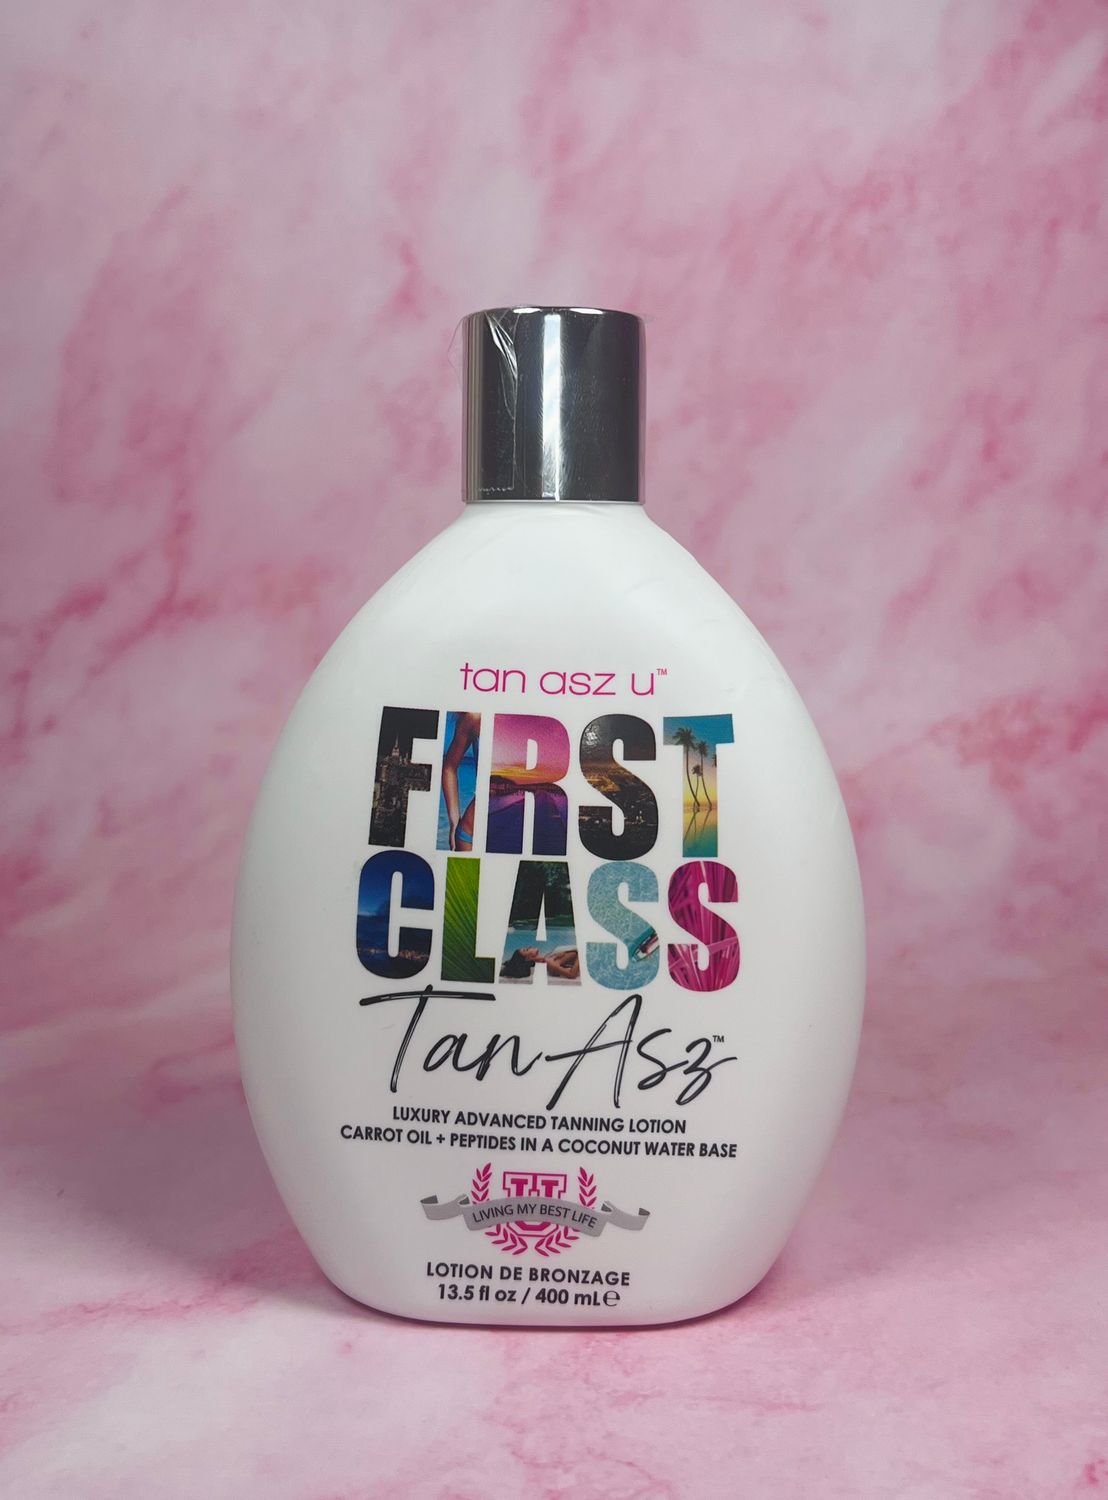 tan asz u™
FIRST
CLASS
Tan Asz™
LUXURY ADVANCED TANNING LOTION
CARROT OIL + PEPTIDES IN A COCONUT WATER BASE
U
LIVING MY BEST LIFE
LOTION DE BRONZAGE
13.5 fl oz / 400 mL ℮